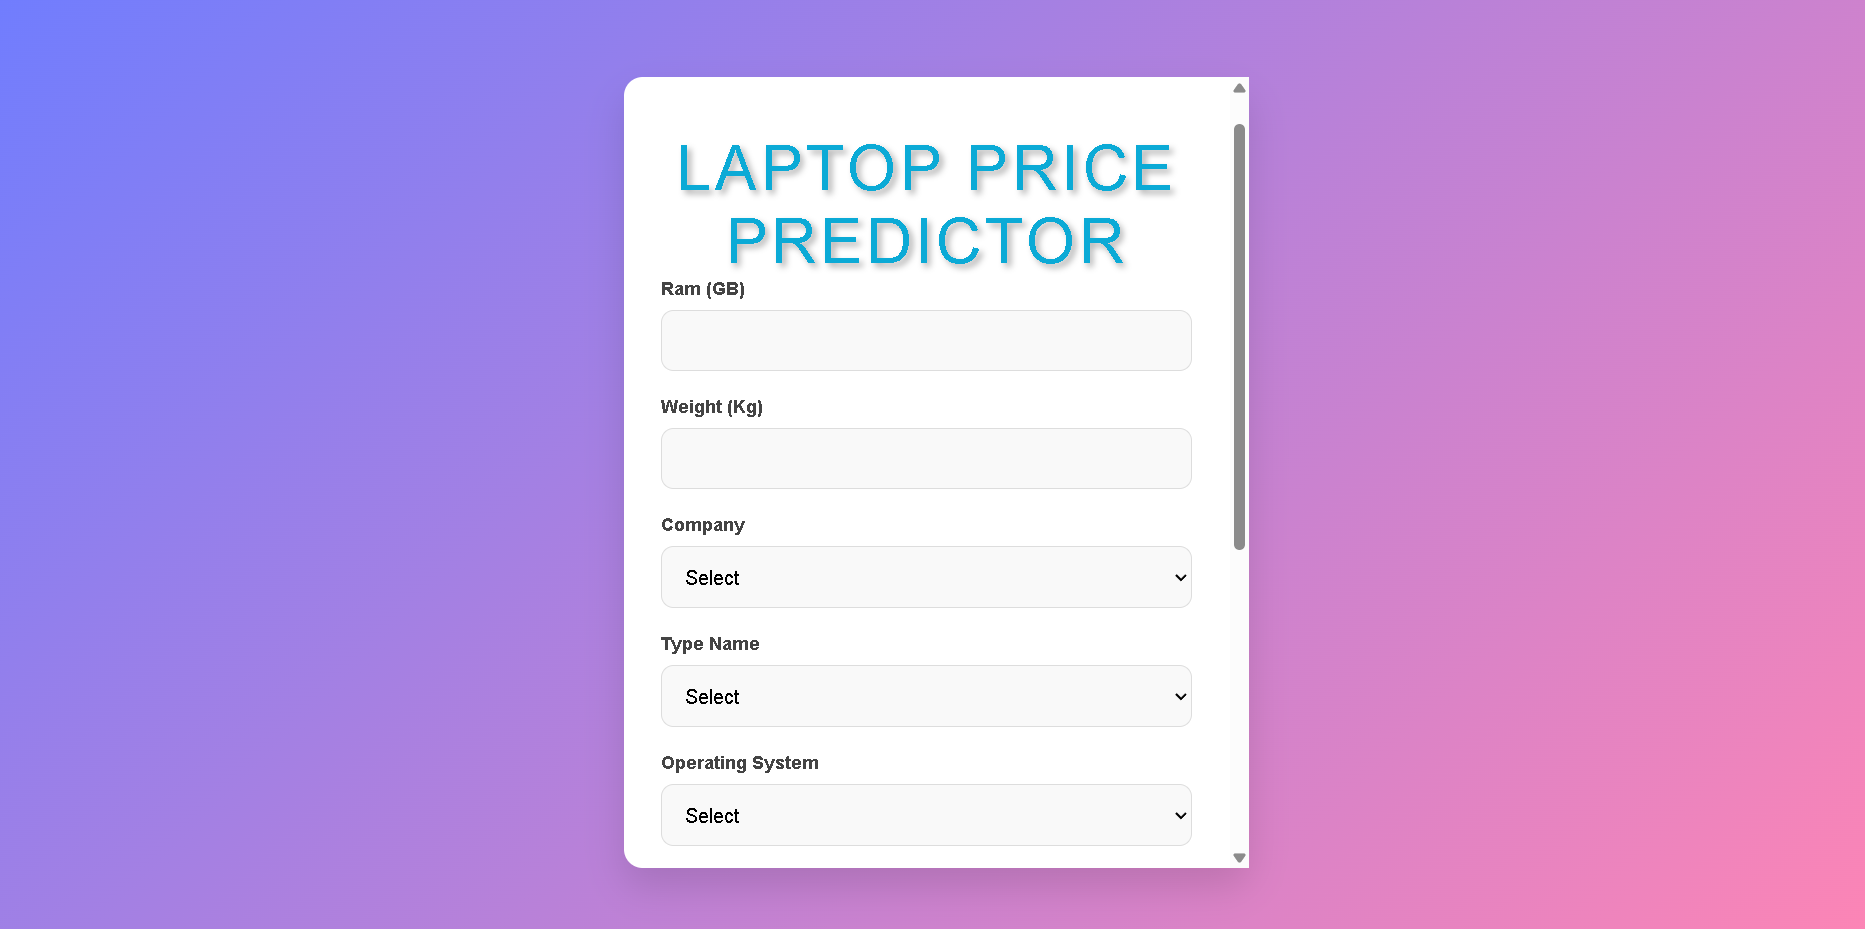 LAPTOP PRICE
PREDICTOR
Ram (GB)
Weight (Kg)
Company
Select
Type Name
Select
Operating System
Select